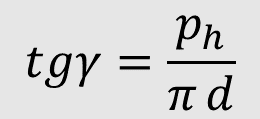 tgγ = p_h / π d